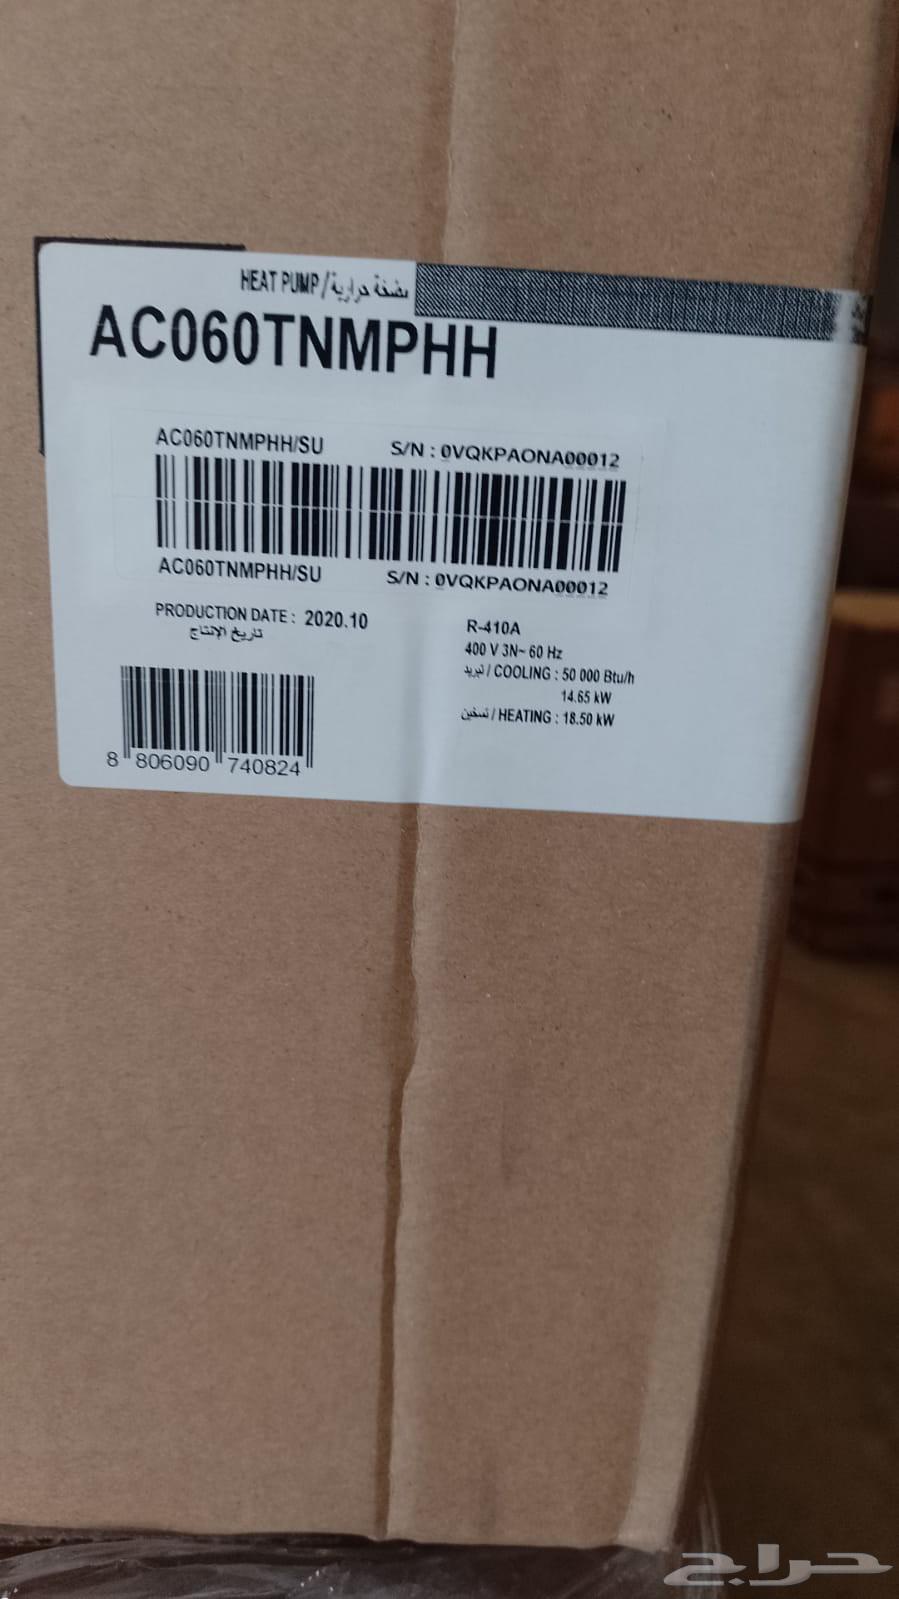 HEAT PUMP/مضخة حرارية
AC060TNMPHH
AC060TNMPHH/SU S/N : 0VQKPAONA00012
AC060TNMPHH/SU S/N : 0VQKPAONA00012
PRODUCTION DATE : 2020.10
تاريخ الإنتاج
R-410A
400 V 3N~ 60 Hz
تبريد / COOLING : 50 000 Btu/h
14.65 kW
تسخين / HEATING : 18.50 kW
8 806090 740824
حراج